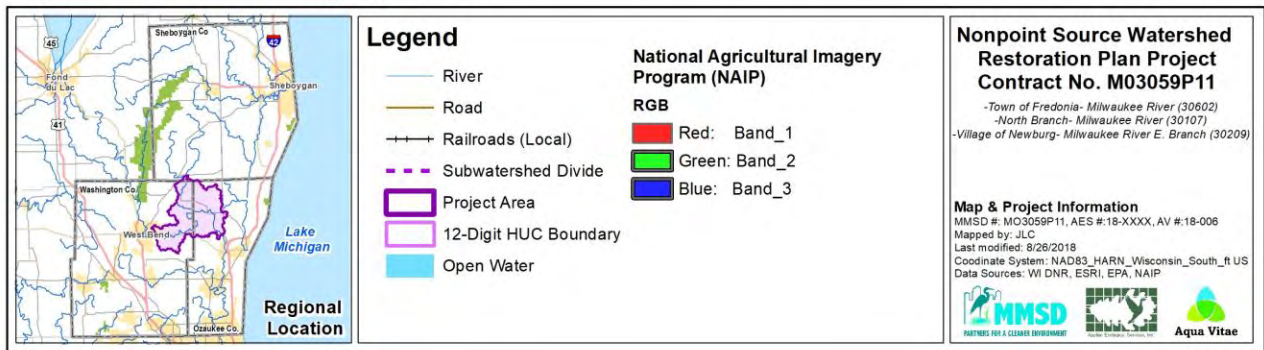 Sheboygan Co
42
45
Fond
du Lac
Sheboygan
41
Washington Co.
West Bend
Lake
Michigan
Regional
Location
Ozaukee Co.
Legend
River
Road
Railroads (Local)
Subwatershed Divide
Project Area
12-Digit HUC Boundary
Open Water
National Agricultural Imagery
Program (NAIP)
RGB
Red: Band_1
Green: Band_2
Blue: Band_3
Nonpoint Source Watershed
Restoration Plan Project
Contract No. M03059P11
-Town of Fredonia- Milwaukee River (30602)
-North Branch- Milwaukee River (30107)
-Village of Newburg- Milwaukee River E. Branch (30209)
Map & Project Information
MMSD #: MO3059P11, AES #:18-XXXX, AV #:18-006
Mapped by: JLC
Last modified: 8/26/2018
Coodinate System: NAD83_HARN_Wisconsin_South_ft US
Data Sources: WI DNR, ESRI, EPA, NAIP
MMSD
PARTNERS FOR A CLEANER ENVIRONMENT
Applied Ecological Services, Inc.
Aqua Vitae